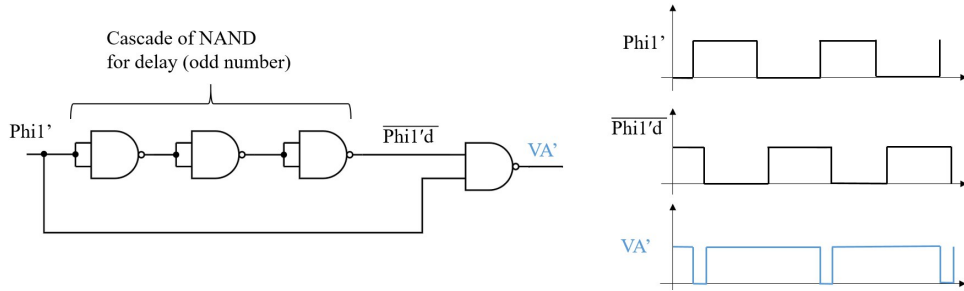 Cascade of NAND
for delay (odd number)
Phi1’
Phi1'd
VA’
Phi1’
Phi1'd
VA’